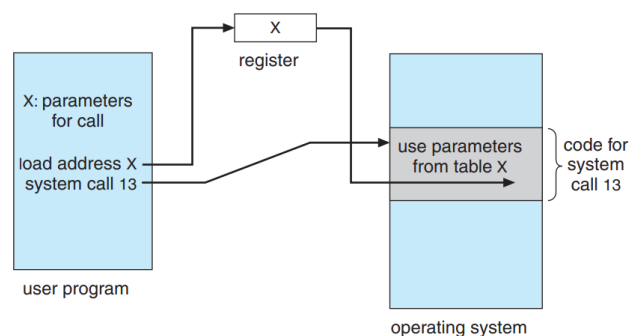 X
register
X: parameters
for call
load address X
system call 13
user program
use parameters
from table X
code for
system
call 13
operating system